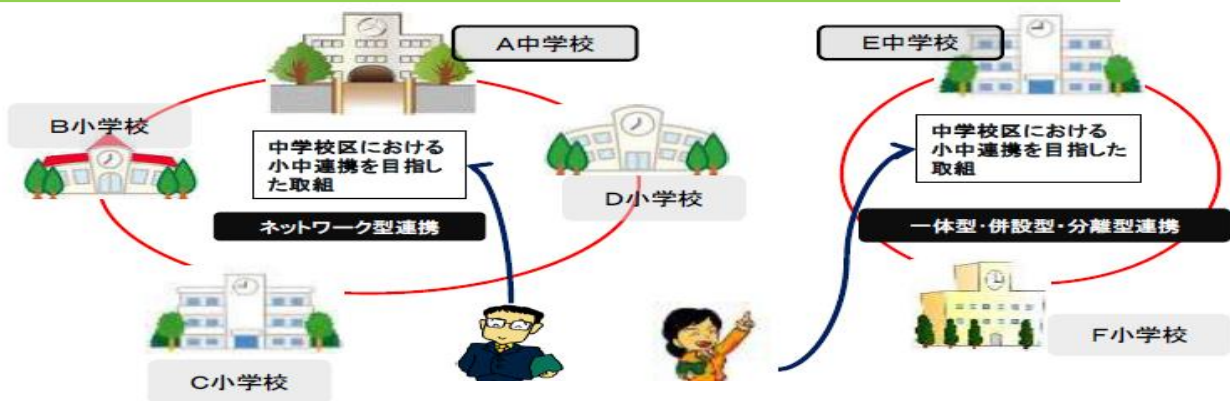 A中学校
E中学校
B小学校
中学校区における
小中連携を目指し
た取組
D小学校
ネットワーク型連携
C小学校
中学校区における
小中連携を目指した
取組
一体型・併設型・分離型連携
F小学校